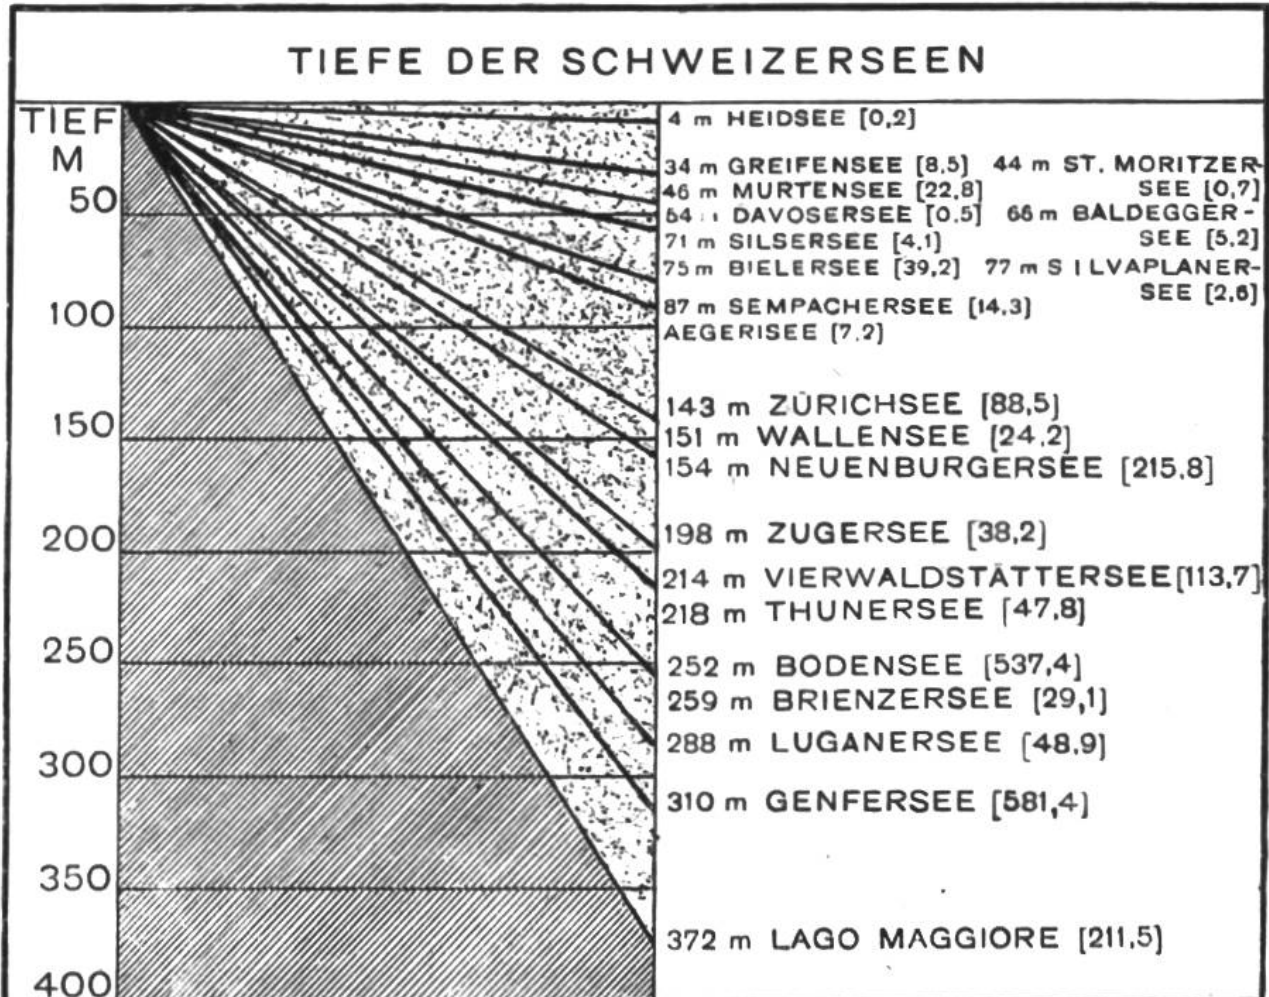 TIEFE DER SCHWEIZERSEEN
TIEF
M
50
100
150
200
250
300
350
400
4 m HEIDSEE [0,2]
34 m GREIFENSEE [8,5] 44 m ST. MORITZER-
46 m MURTENSEE [22,8] SEE [0,7]
54 DAVOSERSEE [0,5] 66 m BALDEGGER-
71 m SILSERSEE [4,1] SEE [5,2]
75 m BIELERSEE [39,2] 77 m SILVAPLANER-
SEE [2,6]
87 m SEMPACHERSEE [14,3]
AEGERISEE [7,2]
143 m ZÜRICHSEE [88,5]
151 m WALLENSEE [24,2]
154 m NEUENBURGERSEE [215,8]
198 m ZUGERSEE [38,2]
214 m VIERWALDSTÄTTERSEE [113,7]
218 m THUNERSEE [47,8]
252 m BODENSEE [537,4]
259 m BRIENZERSEE [29,1]
288 m LUGANERSEE [48,9]
310 m GENFERSEE [581,4]
372 m LAGO MAGGIORE [211,5]